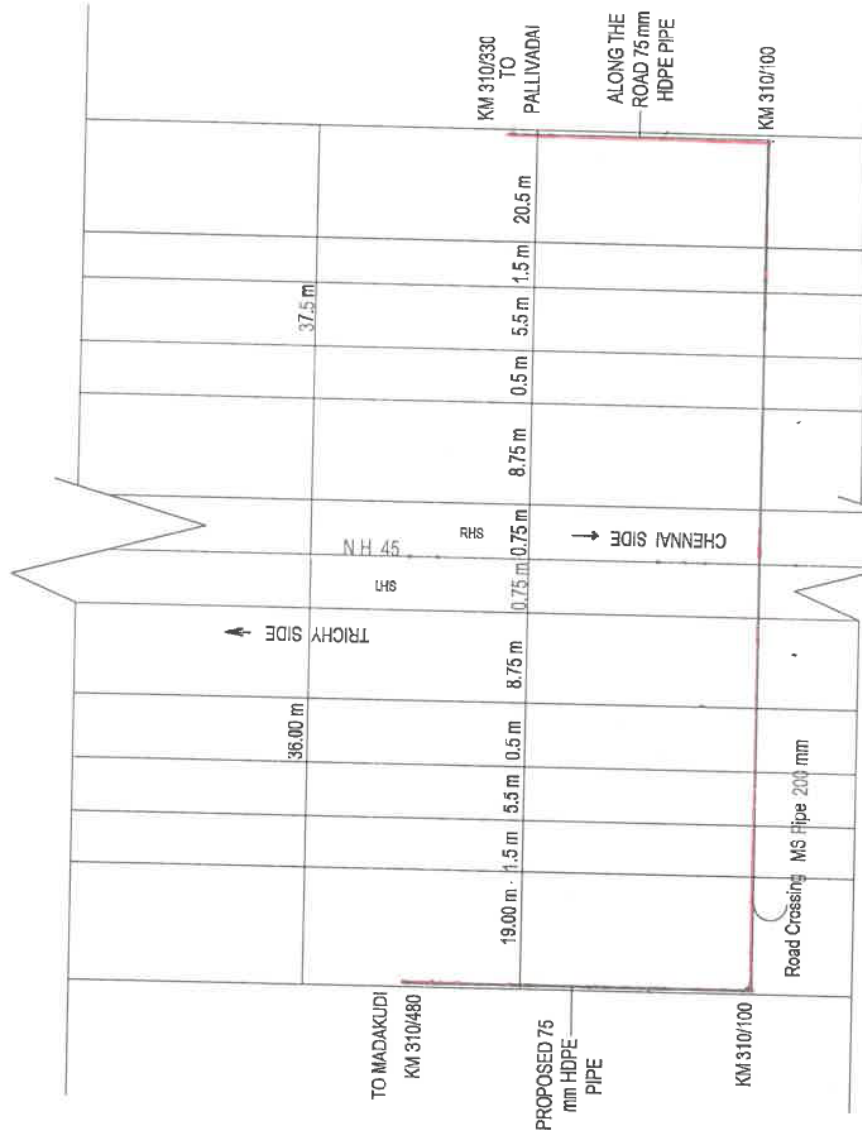 KM 310/330
TO
PALLIVADAI
ALONG THE
ROAD 75 mm
HDPE PIPE
KM 310/100
37.5 m
20.5 m
1.5 m
5.5 m
0.5 m
8.75 m
0.75 m
RHS
CHENNAI SIDE
N.H. 45
LHS
0.75 m
TRICHY SIDE
8.75 m
36.00 m
0.5 m
5.5 m
1.5 m
19.00 m
Road Crossing MS Pipe 200 mm
TO MADAKUDI
KM 310/480
PROPOSED 75
mm HDPE
PIPE
KM 310/100